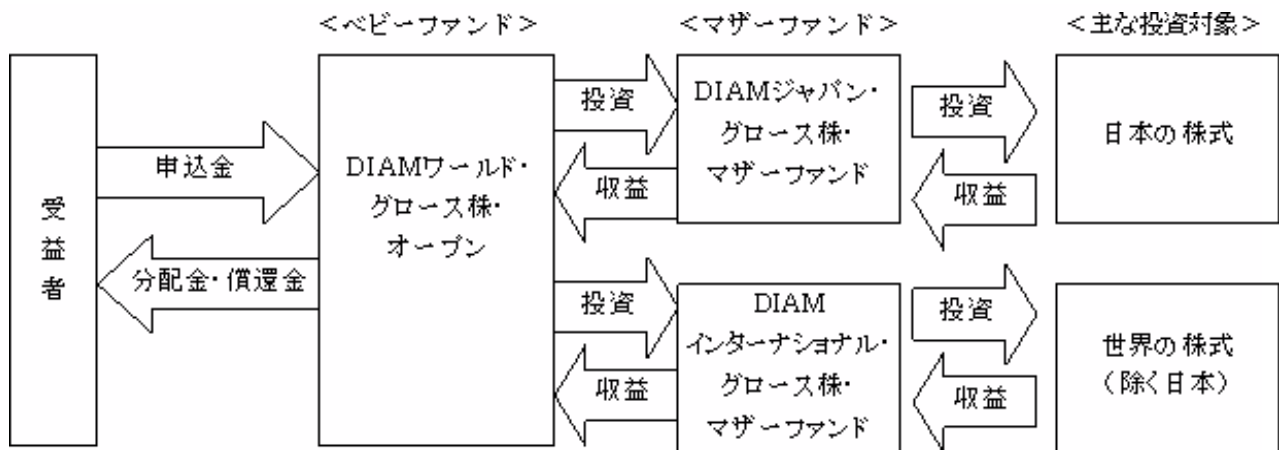 ＜ベビーファンド＞
＜マザーファンド＞
＜主な投資対象＞
受
益
者
申込金
分配金・償還金
DIAMワールド・
グロース株・
オープン
投資
収益
投資
収益
DIAMジャパン・
グロース株・
マザーファンド
投資
収益
日本の株式
DIAM
インターナショナル・
グロース株・
マザーファンド
投資
収益
世界の株式
（除く日本）